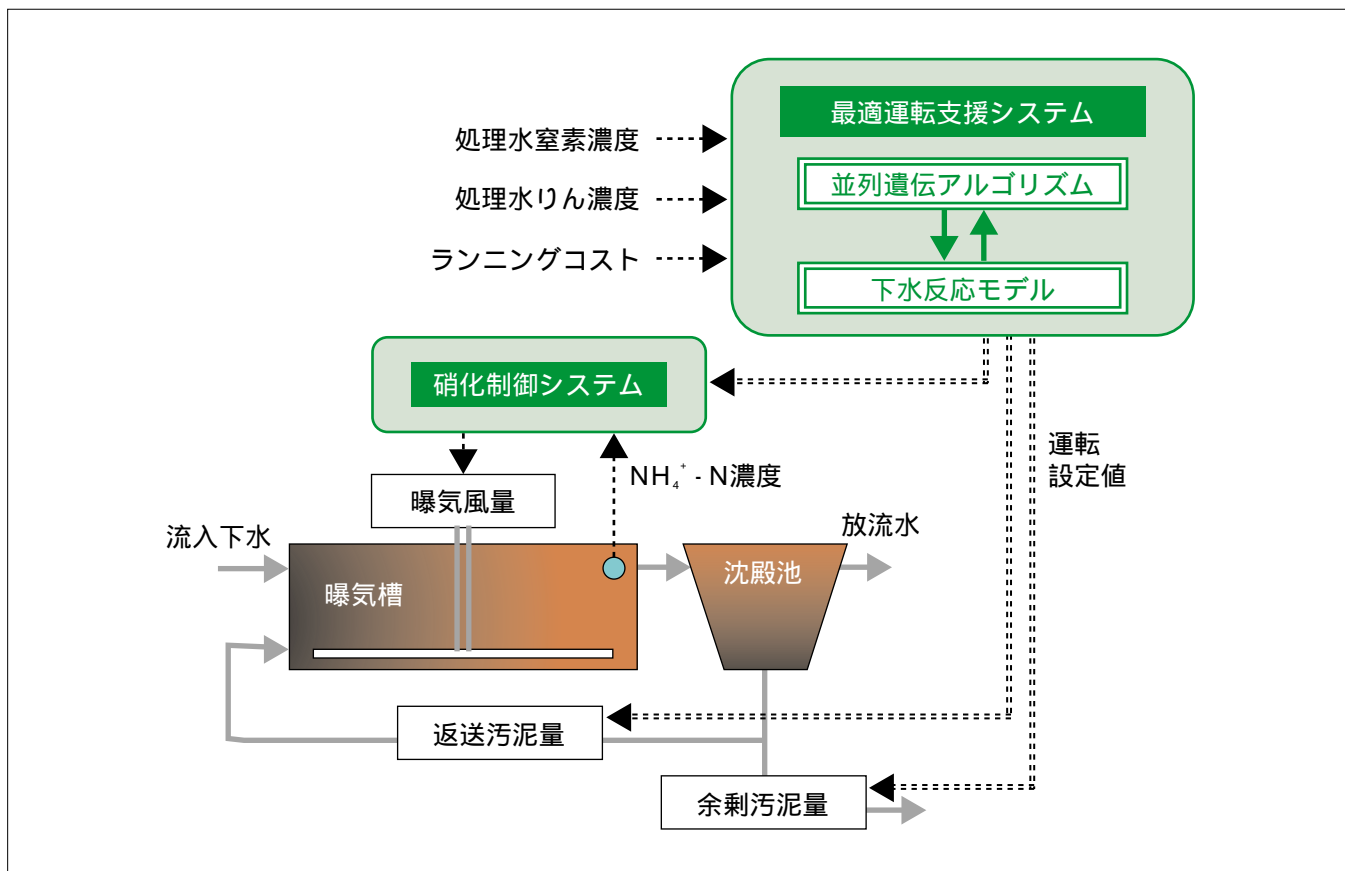 最適運転支援システム
処理水窒素濃度
並列遺伝アルゴリズム
処理水りん濃度
ランニングコスト
下水反応モデル
硝化制御システム
運転
設定値
NH₄⁺ - N濃度
曝気風量
流入下水
放流水
沈殿池
曝気槽
返送汚泥量
余剰汚泥量